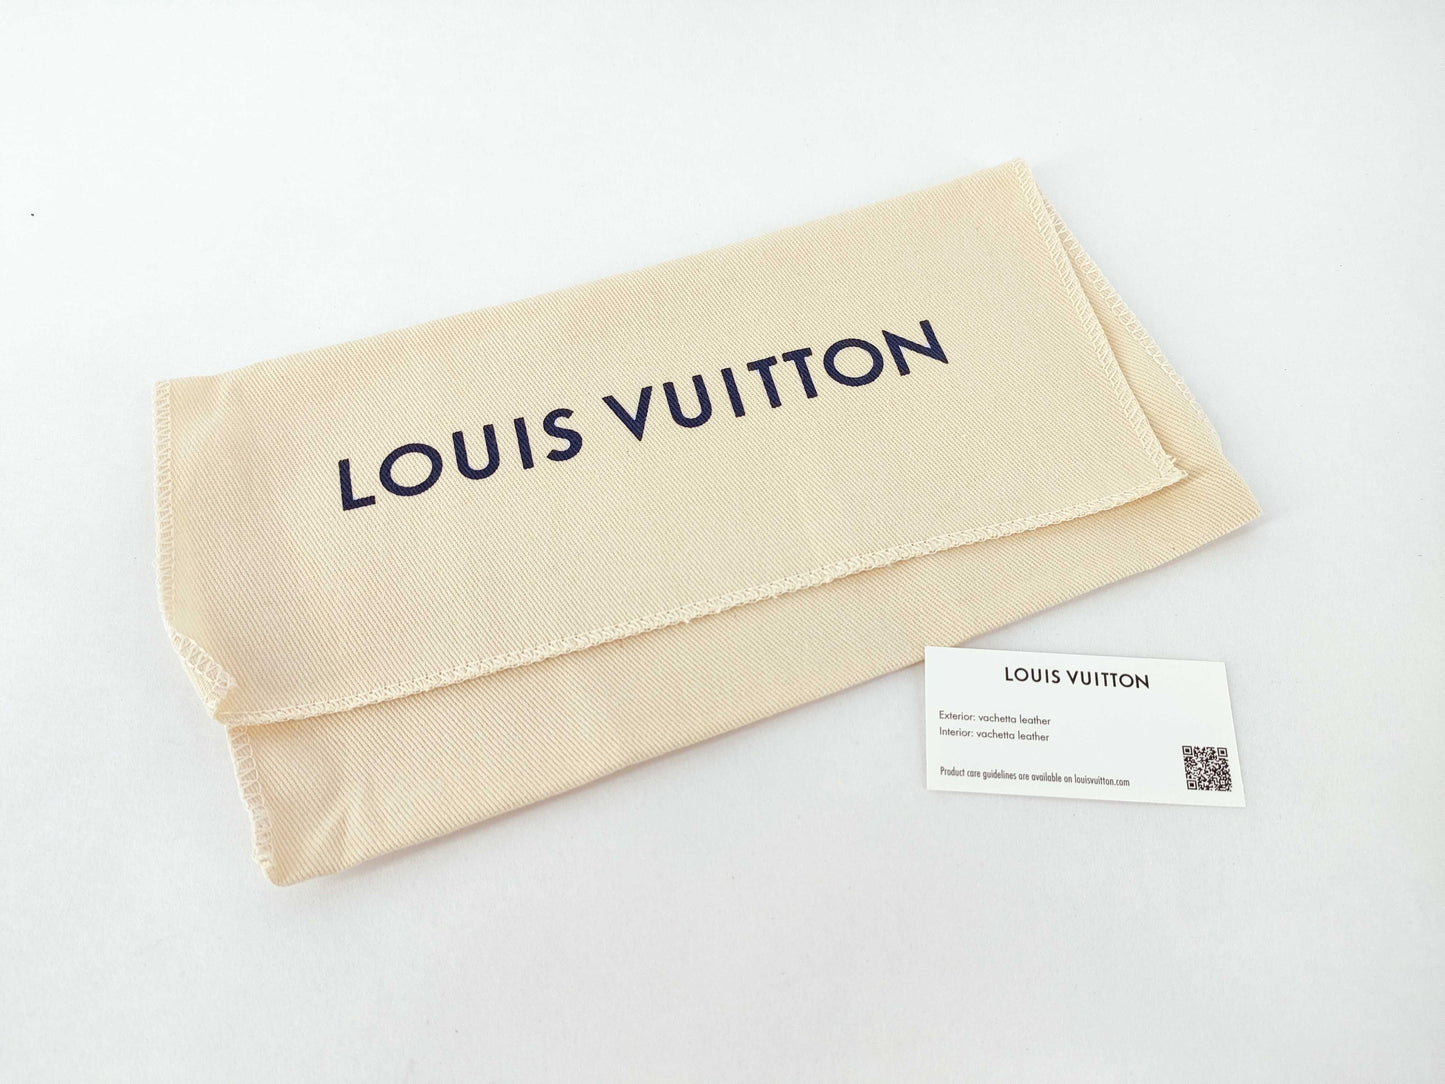 LOUIS VUITTON
LOUIS VUITTON
Exterior: vachetta leather
Interior: vachetta leather
Product care guidelines are available on louisvuitton.com